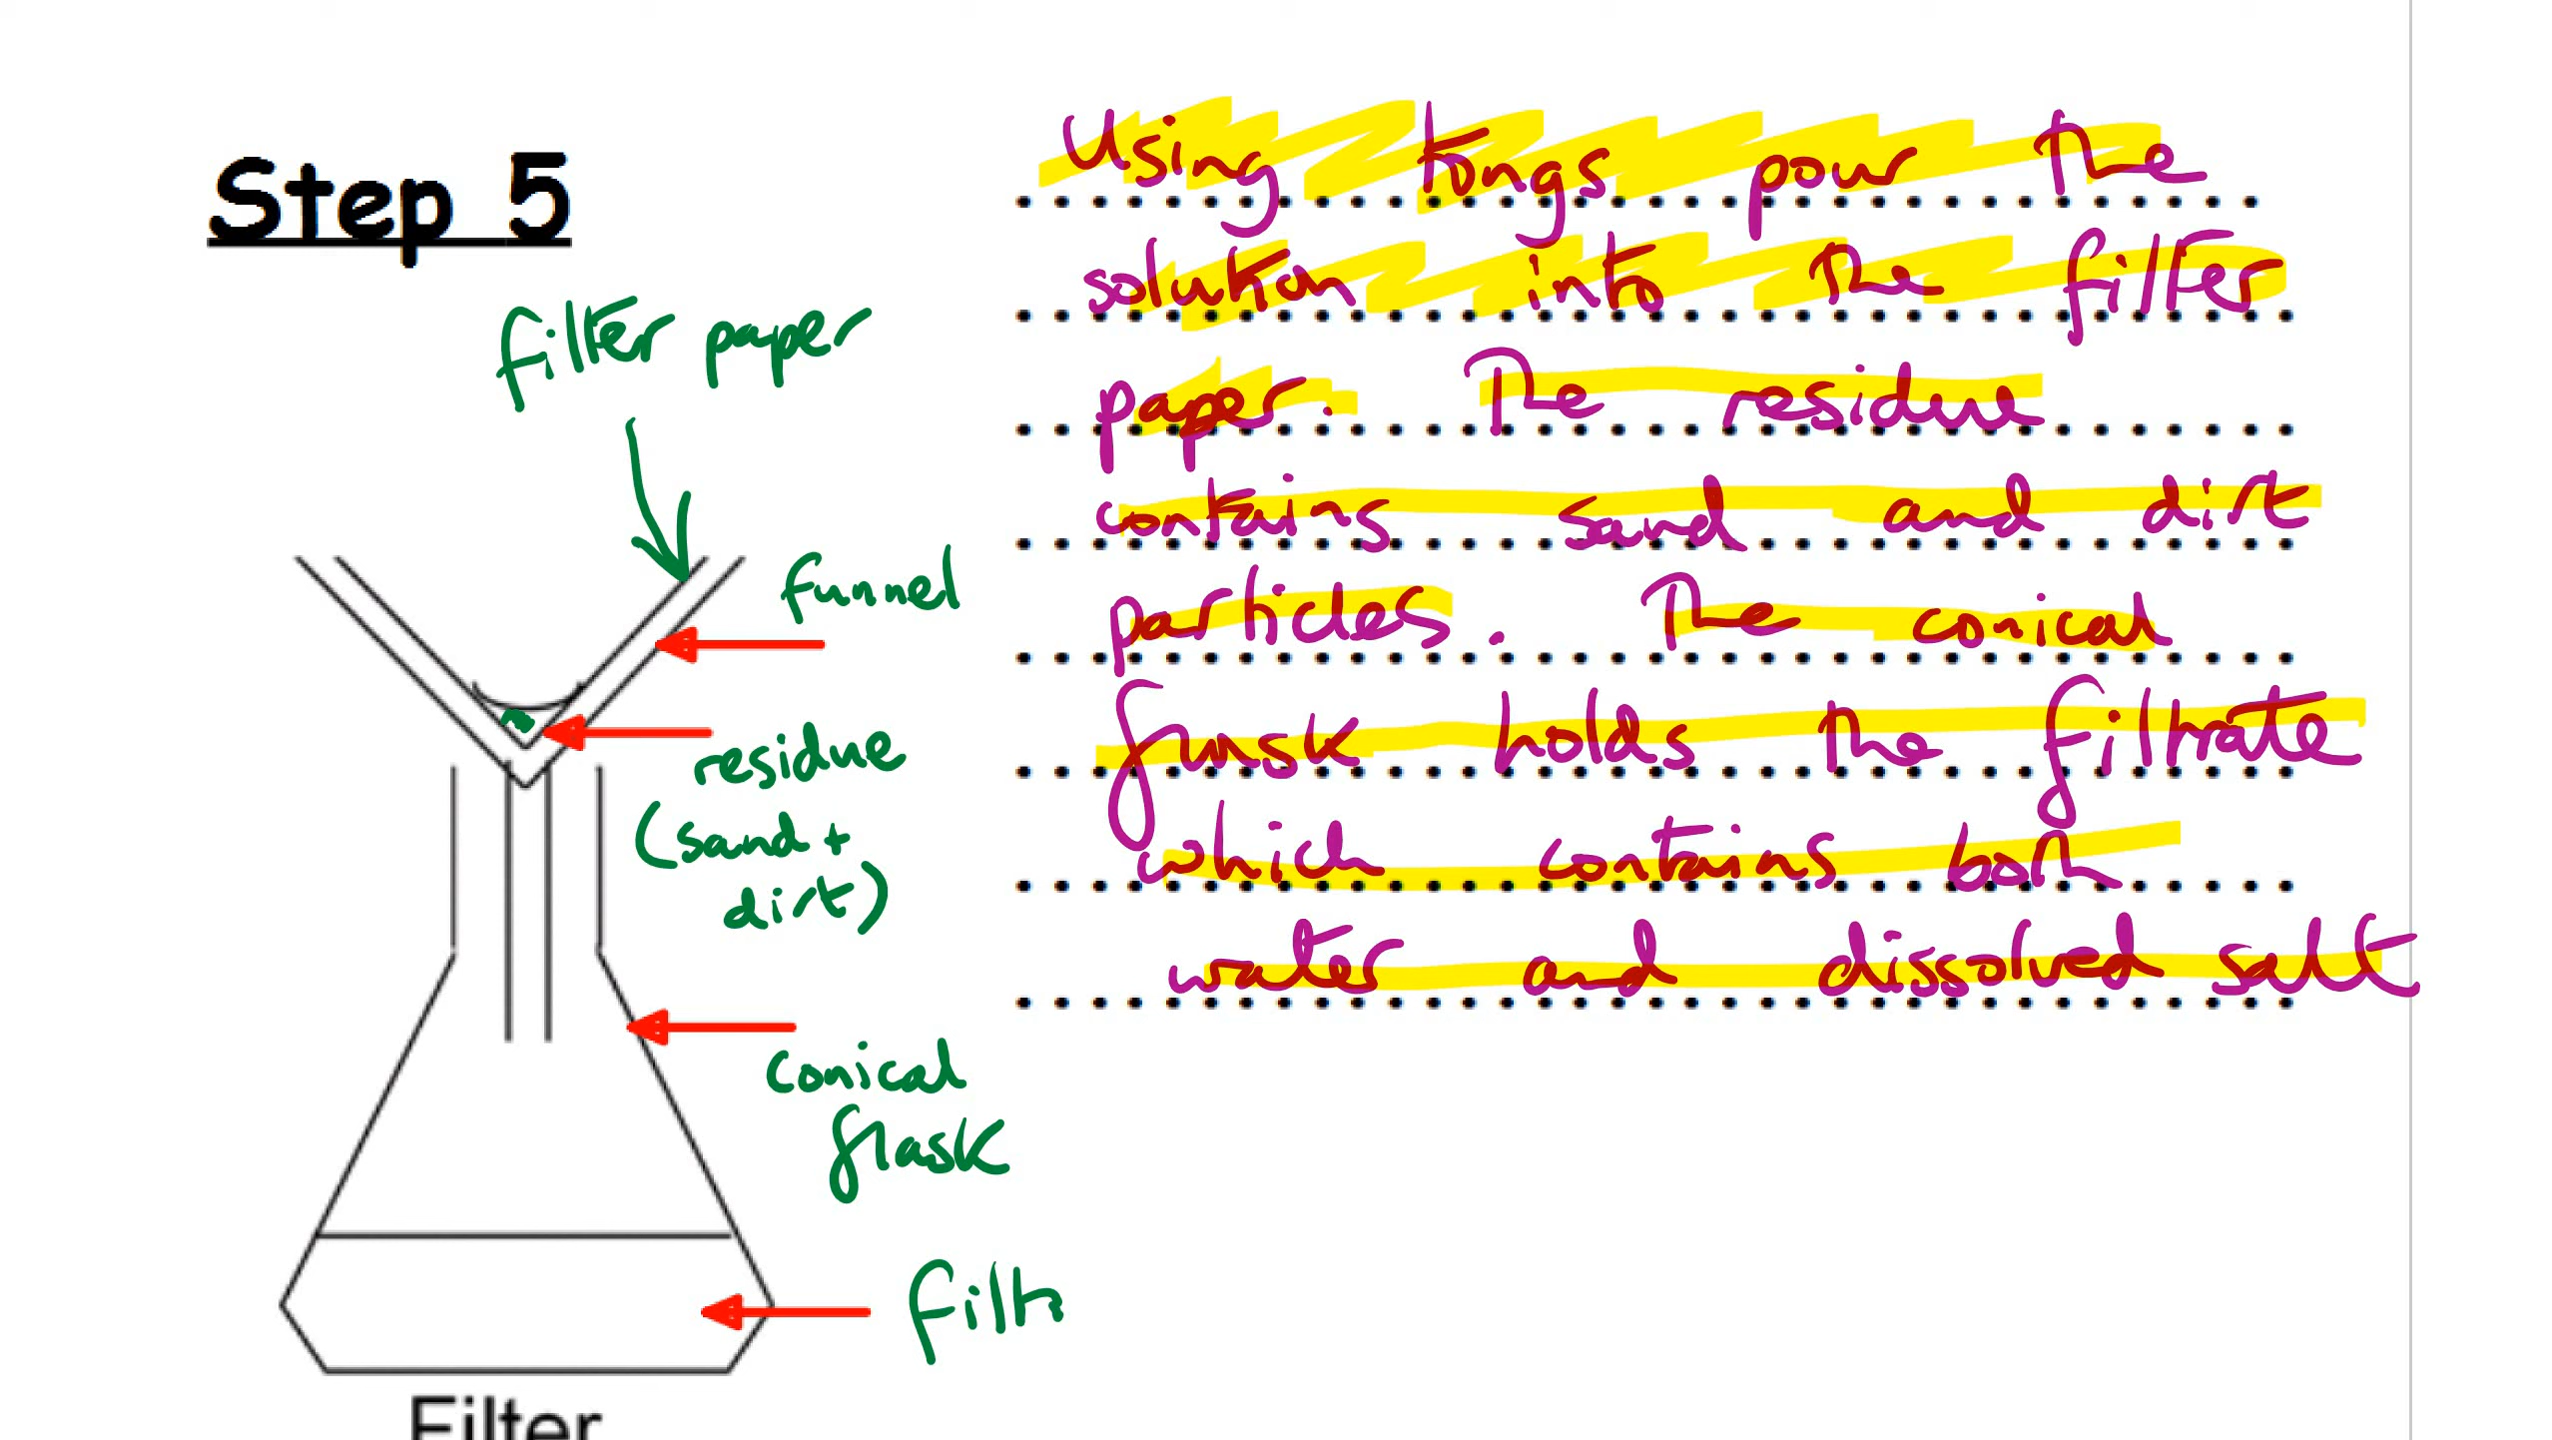 Step 5
filter paper
funnel
residue
(sand +
dirt)
conical
flask
filtr
Filter
Using tongs pour the
solution into the filter
paper. The residue
contains sand and dirt
particles. The conical
flask holds the filtrate
which contains both
water and dissolved salt